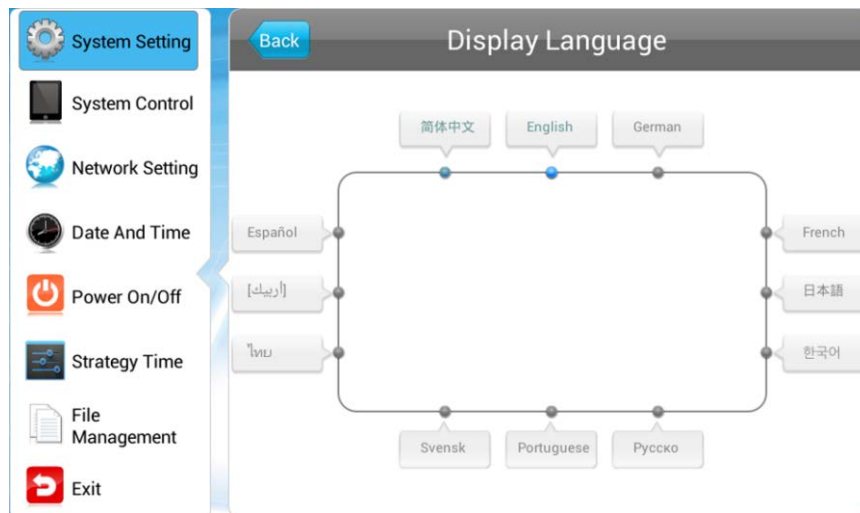 System Setting
System Control
Network Setting
Date And Time
Power On/Off
Strategy Time
File
Management
Exit
Back
Display Language
简体中文
English
German
Español
French
[أربيك]
日本語
ไทย
한국어
Svensk
Portuguese
Русско